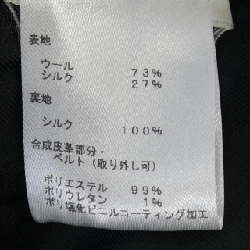 表地
ウール 73%
シルク 27%
裏地
シルク 100%
合成皮革部分・
ベルト（取り外し可）
ポリエステル 99%
ポリウレタン 1%
ポリ塩化ビニールコーティング加工